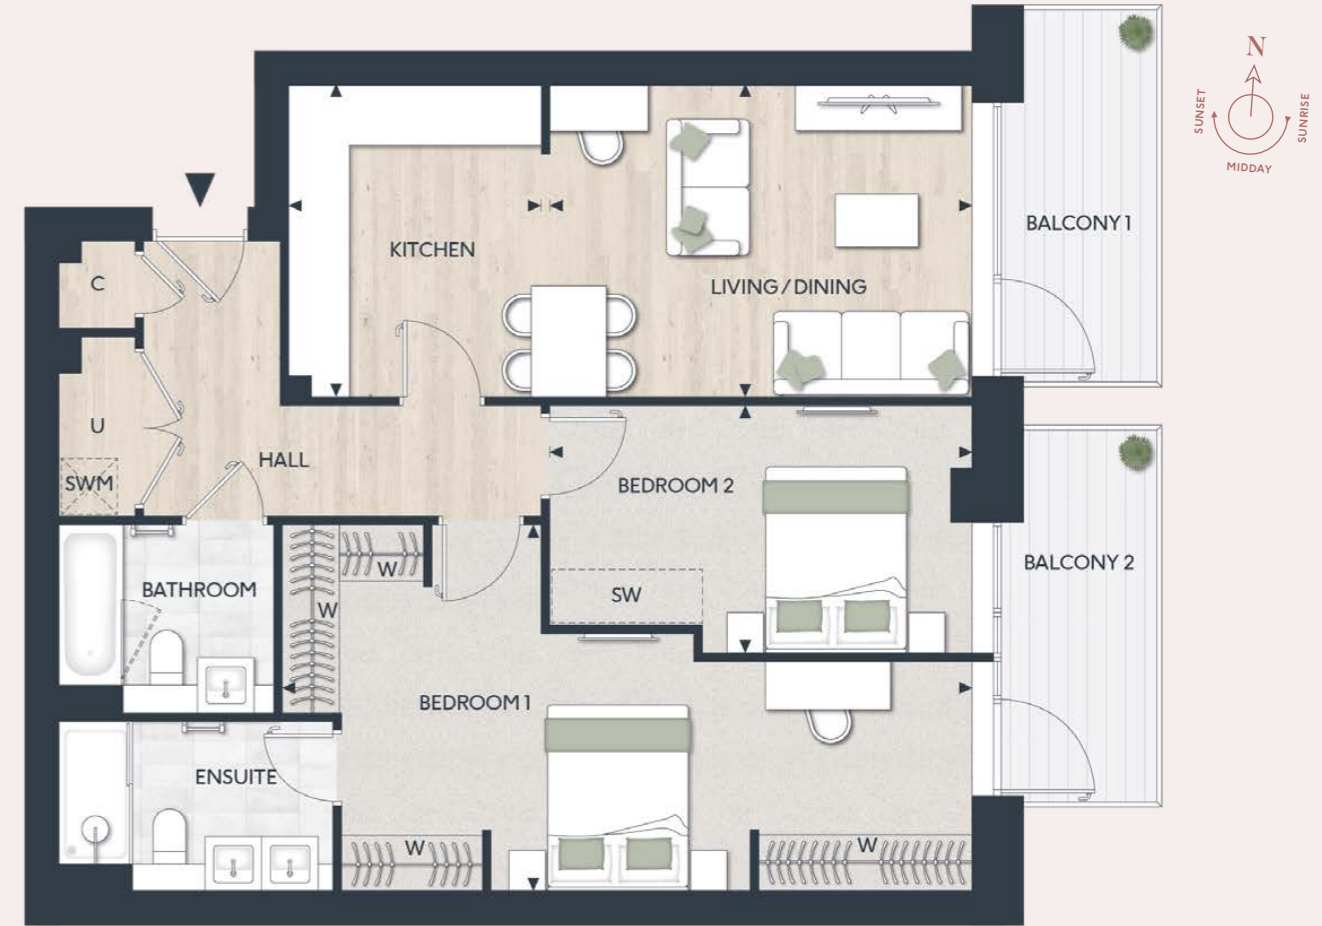 N
SUNSET
SUNRISE
MIDDAY
BALCONY 1
KITCHEN
C
LIVING / DINING
U
HALL
SWM
BEDROOM 2
BALCONY 2
W
BATHROOM
SW
W
BEDROOM 1
ENSUITE
W
W